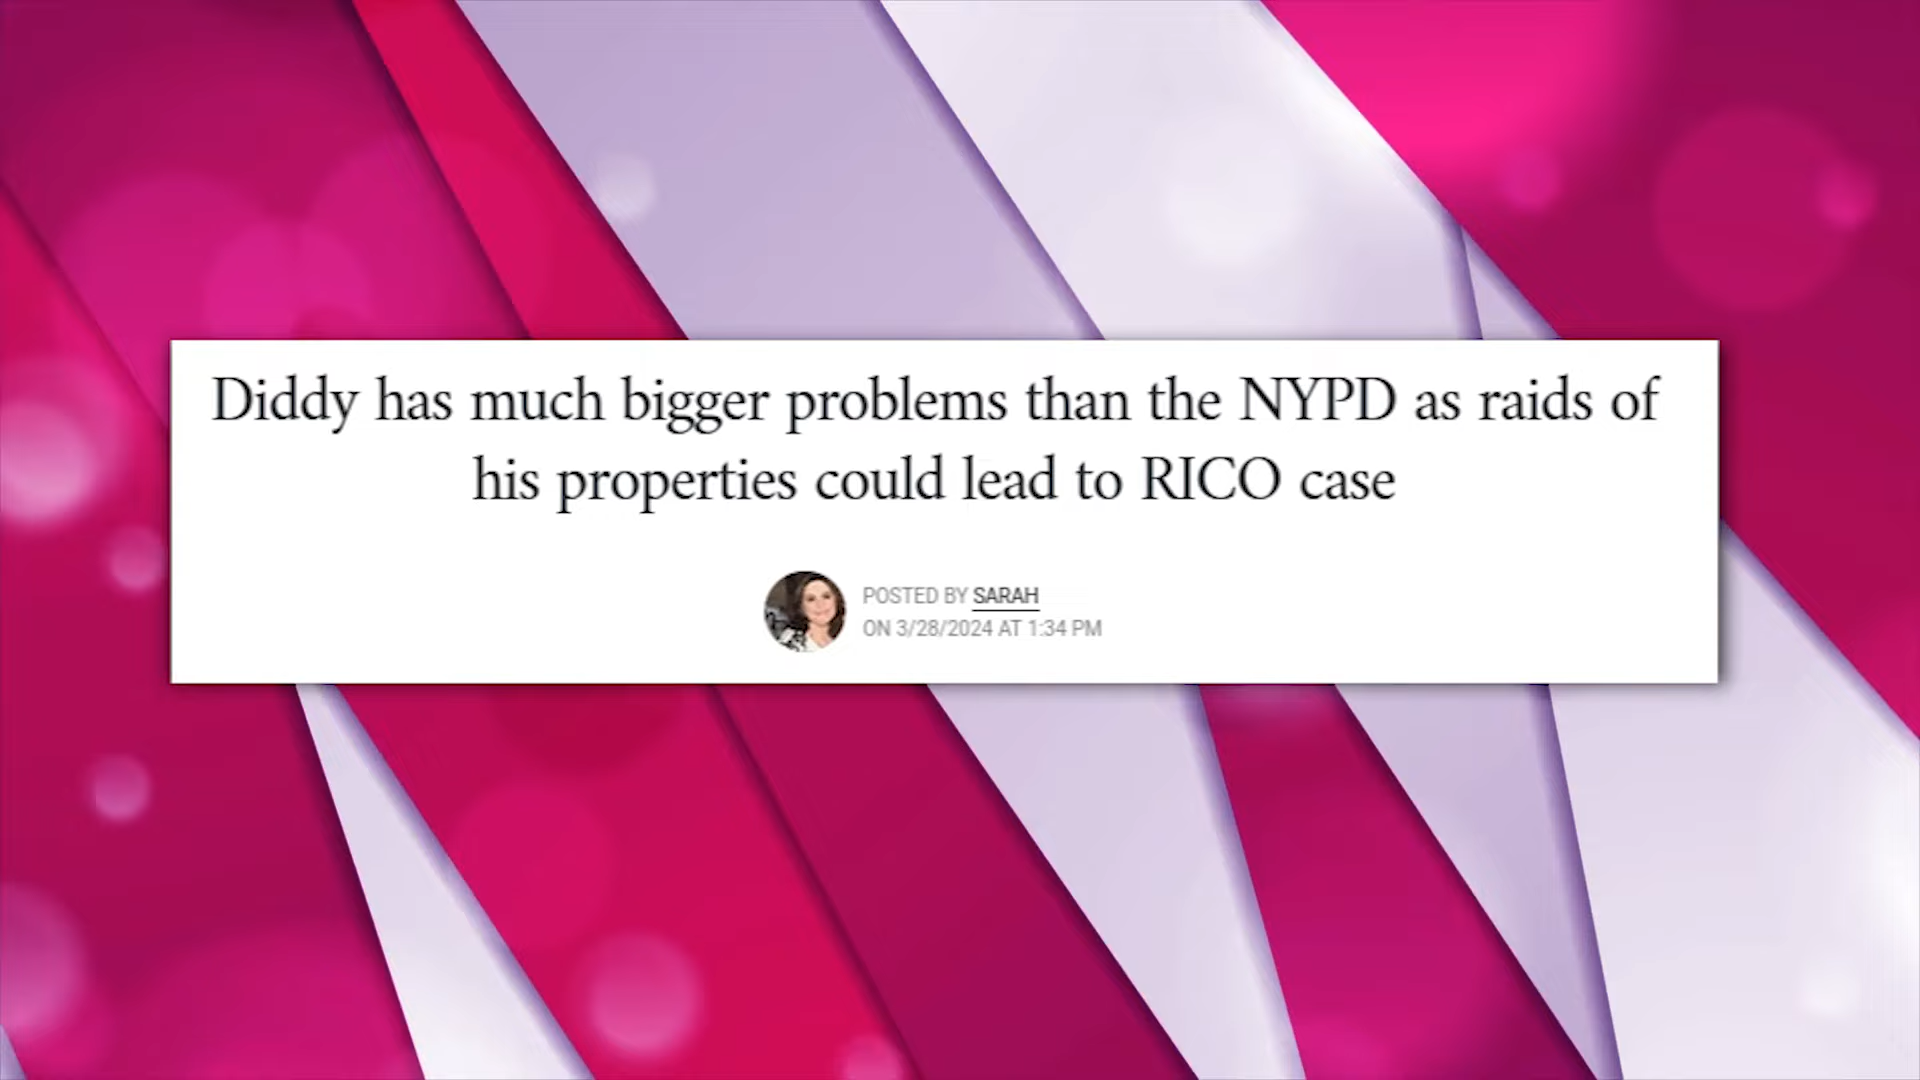 Diddy has much bigger problems than the NYPD as raids of
his properties could lead to RICO case
POSTED BY SARAH
ON 3/28/2024 AT 1:34 PM